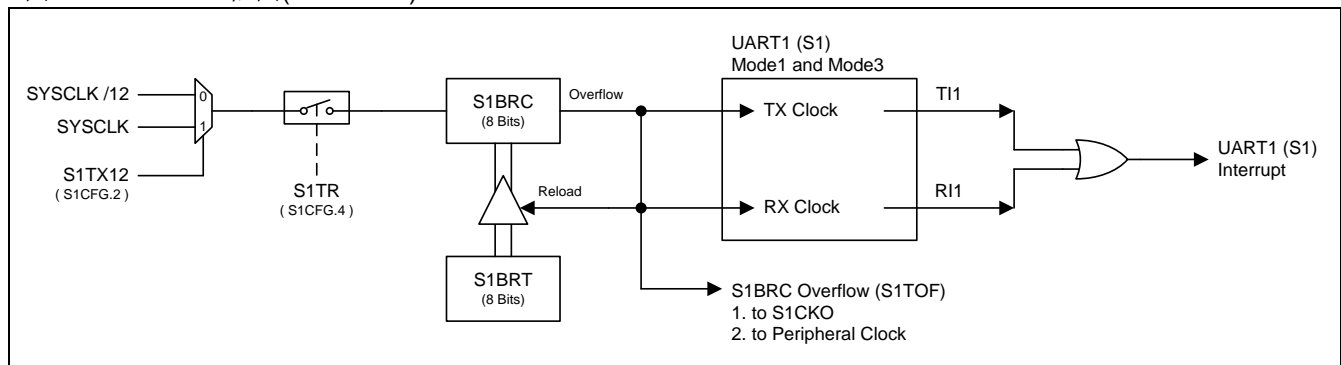 UART1 (S1)
Mode1 and Mode3
SYSCLK /12
0
SYSCLK
1
S1TX12
( S1CFG.2 )
S1TR
( S1CFG.4 )
S1BRC
(8 Bits)
Overflow
Reload
S1BRT
(8 Bits)
TX Clock
RX Clock
TI1
RI1
UART1 (S1)
Interrupt
S1BRC Overflow (S1TOF)
1. to S1CKO
2. to Peripheral Clock